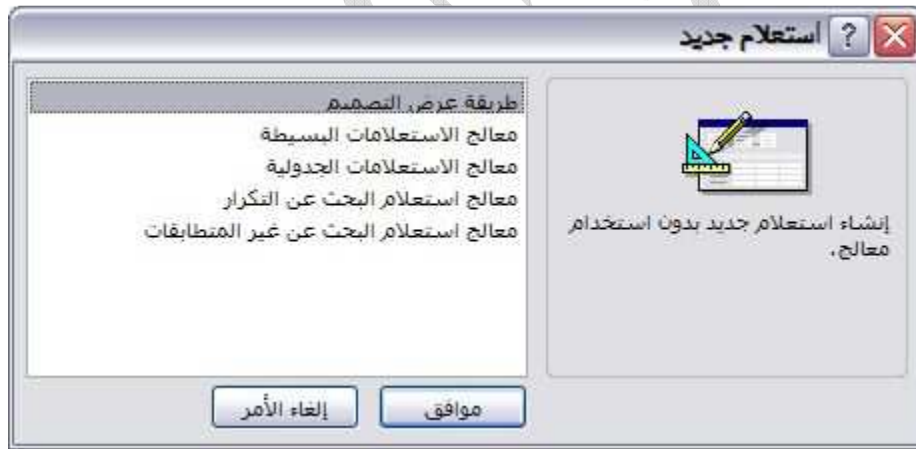 أستعلام جديد
طريقة عرض التصميم
معالج الاستعلامات البسيطة
معالج الاستعلامات الجدولية
معالج استعلام البحث عن التكرار
معالج استعلام البحث عن غير المتطابقات
إنشاء استعلام جديد بدون استخدام
معالج.
موافق
إلغاء الأمر